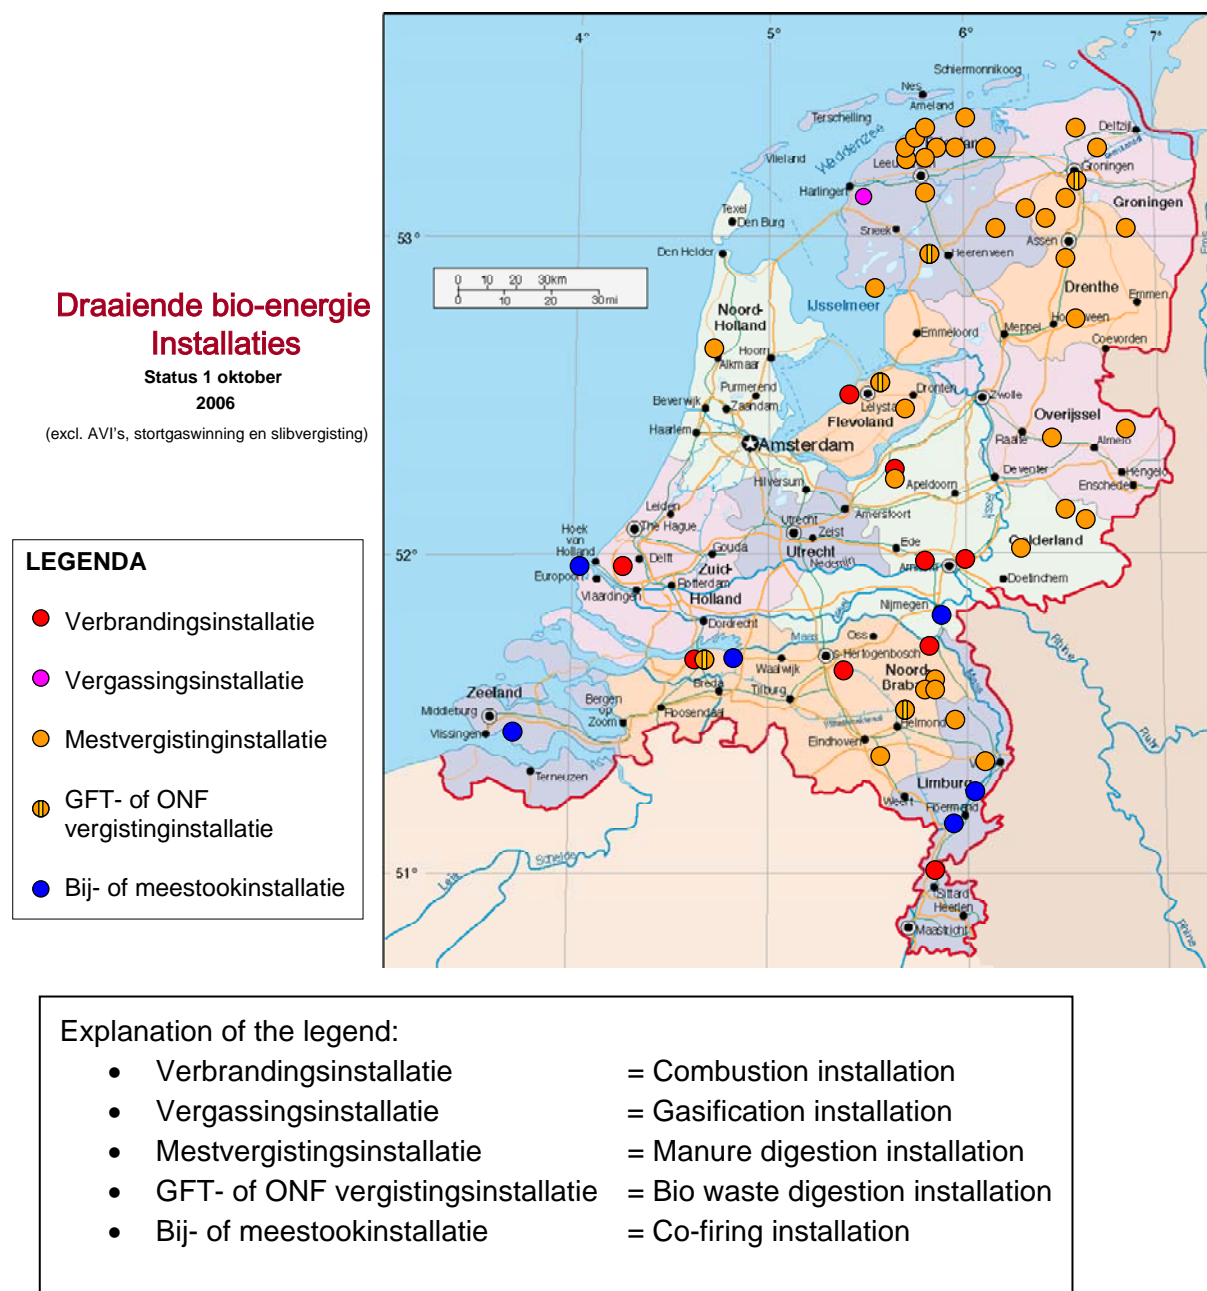 Draaiende bio-energie
Installaties
Status 1 oktober
2006
(excl. AVI's, stortgaswinning en slibvergisting)
LEGENDA
Verbrandingsinstallatie
Vergassingsinstallatie
Mestvergistinginstallatie
GFT- of ONF
vergistinginstallatie
Bij- of meestookinstallatie
4°
5°
6°
7°
Schiermonnikoog
Nes
Ameland
Terschelling
Delfzijl
Waddenzee
Vlieland
Groningen
Harlingen
Groningen
Texel
Den Burg
Sneek
53°
Assen
Den Helder
Heerenveen
0 10 20 30km
0 10 20 30mi
Drenthe
IJsselmeer
Emmen
Noord-
Holland
Emmeloord
Meppel
Coevorden
Hoorn
Alkmaar
Purmerend
Dronten
Beverwijk
Zaandam
Zwolle
Flevoland
Overijssel
Haarlem
Amsterdam
Raalte
Almelo
Hilversum
Apeldoorn
Deventer
Hengelo
Enschede
Leiden
Amersfoort
Hoek
van
Holland
The Hague
Utrecht
Zeist
Gouda
Ede
Gelderland
52°
Delft
Utrecht
Nederrijn
Europoort
Zuid-
Holland
Rotterdam
Doetinchem
Vlaardingen
Nijmegen
Dordrecht
Maas
Oss
Rhine
Waalwijk
s-Hertogenbosch
Noord-
Zeeland
Breda
Tilburg
Bergen
op
Zoom
Middelburg
Roosendaal
Vlissingen
Helmond
Eindhoven
Ruhr
Terneuzen
Limburg
Weert
Roermond
Schelde
51°
Leie
Sittard
Heerlen
Maastricht
Rhine
Explanation of the legend:
• Verbrandingsinstallatie = Combustion installation
• Vergassingsinstallatie = Gasification installation
• Mestvergistingsinstallatie = Manure digestion installation
• GFT- of ONF vergistingsinstallatie = Bio waste digestion installation
• Bij- of meestookinstallatie = Co-firing installation